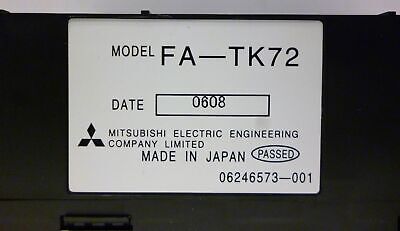 MODEL FA—TK72
DATE 0608
MITSUBISHI ELECTRIC ENGINEERING
COMPANY LIMITED
MADE IN JAPAN PASSED
06246573—001